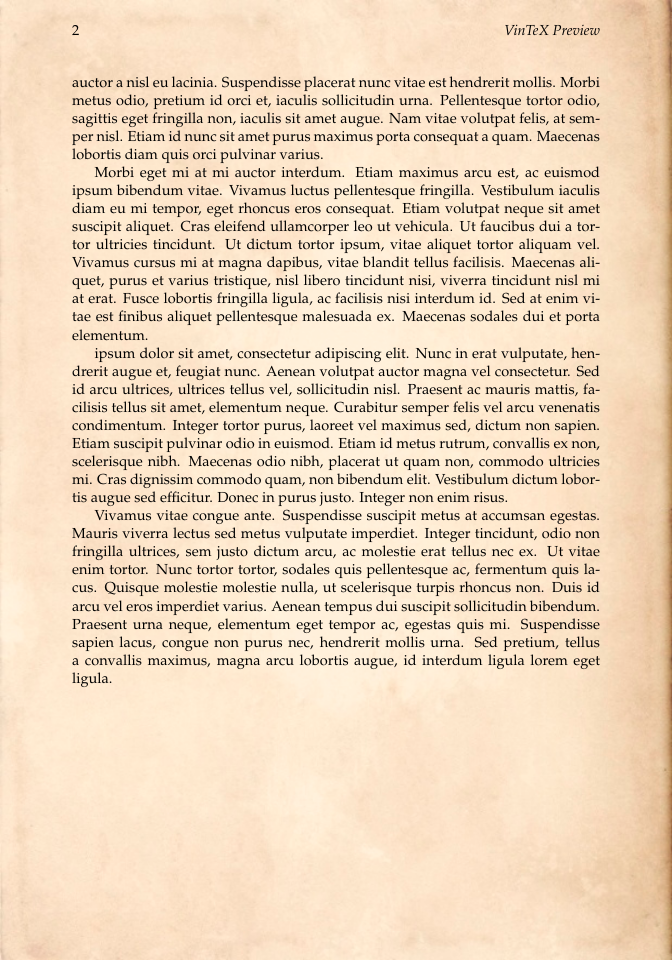 2 VinTeX Preview
auctor a nisl eu lacinia. Suspendisse placerat nunc vitae est hendrerit mollis. Morbi
metus odio, pretium id orci et, iaculis sollicitudin urna. Pellentesque tortor odio,
sagittis eget fringilla non, iaculis sit amet augue. Nam vitae volutpat felis, at sem-
per nisl. Etiam id nunc sit amet purus maximus porta consequat a quam. Maecenas
lobortis diam quis orci pulvinar varius.
Morbi eget mi at mi auctor interdum. Etiam maximus arcu est, ac euismod
ipsum bibendum vitae. Vivamus luctus pellentesque fringilla. Vestibulum iaculis
diam eu mi tempor, eget rhoncus eros consequat. Etiam volutpat neque sit amet
suscipit aliquet. Cras eleifend ullamcorper leo ut vehicula. Ut faucibus dui a tor-
tor ultricies tincidunt. Ut dictum tortor ipsum, vitae aliquet tortor aliquam vel.
Vivamus cursus mi at magna dapibus, vitae blandit tellus facilisis. Maecenas ali-
quet, purus et varius tristique, nisl libero tincidunt nisi, viverra tincidunt nisl mi
at erat. Fusce lobortis fringilla ligula, ac facilisis nisi interdum id. Sed at enim vi-
tae est finibus aliquet pellentesque malesuada ex. Maecenas sodales dui et porta
elementum.
ipsum dolor sit amet, consectetur adipiscing elit. Nunc in erat vulputate, hen-
drerit augue et, feugiat nunc. Aenean volutpat auctor magna vel consectetur. Sed
id arcu ultrices, ultrices tellus vel, sollicitudin nisl. Praesent ac mauris mattis, fa-
cilisis tellus sit amet, elementum neque. Curabitur semper felis vel arcu venenatis
condimentum. Integer tortor purus, laoreet vel maximus sed, dictum non sapien.
Etiam suscipit pulvinar odio in euismod. Etiam id metus rutrum, convallis ex non,
scelerisque nibh. Maecenas odio nibh, placerat ut quam non, commodo ultricies
mi. Cras dignissim commodo quam, non bibendum elit. Vestibulum dictum lobor-
tis augue sed efficitur. Donec in purus justo. Integer non enim risus.
Vivamus vitae congue ante. Suspendisse suscipit metus at accumsan egestas.
Mauris viverra lectus sed metus vulputate imperdiet. Integer tincidunt, odio non
fringilla ultrices, sem justo dictum arcu, ac molestie erat tellus nec ex. Ut vitae
enim tortor. Nunc tortor tortor, sodales quis pellentesque ac, fermentum quis la-
cus. Quisque molestie molestie nulla, ut scelerisque turpis rhoncus non. Duis id
arcu vel eros imperdiet varius. Aenean tempus dui suscipit sollicitudin bibendum.
Praesent urna neque, elementum eget tempor ac, egestas quis mi. Suspendisse
sapien lacus, congue non purus nec, hendrerit mollis urna. Sed pretium, tellus
a convallis maximus, magna arcu lobortis augue, id interdum ligula lorem eget
ligula.